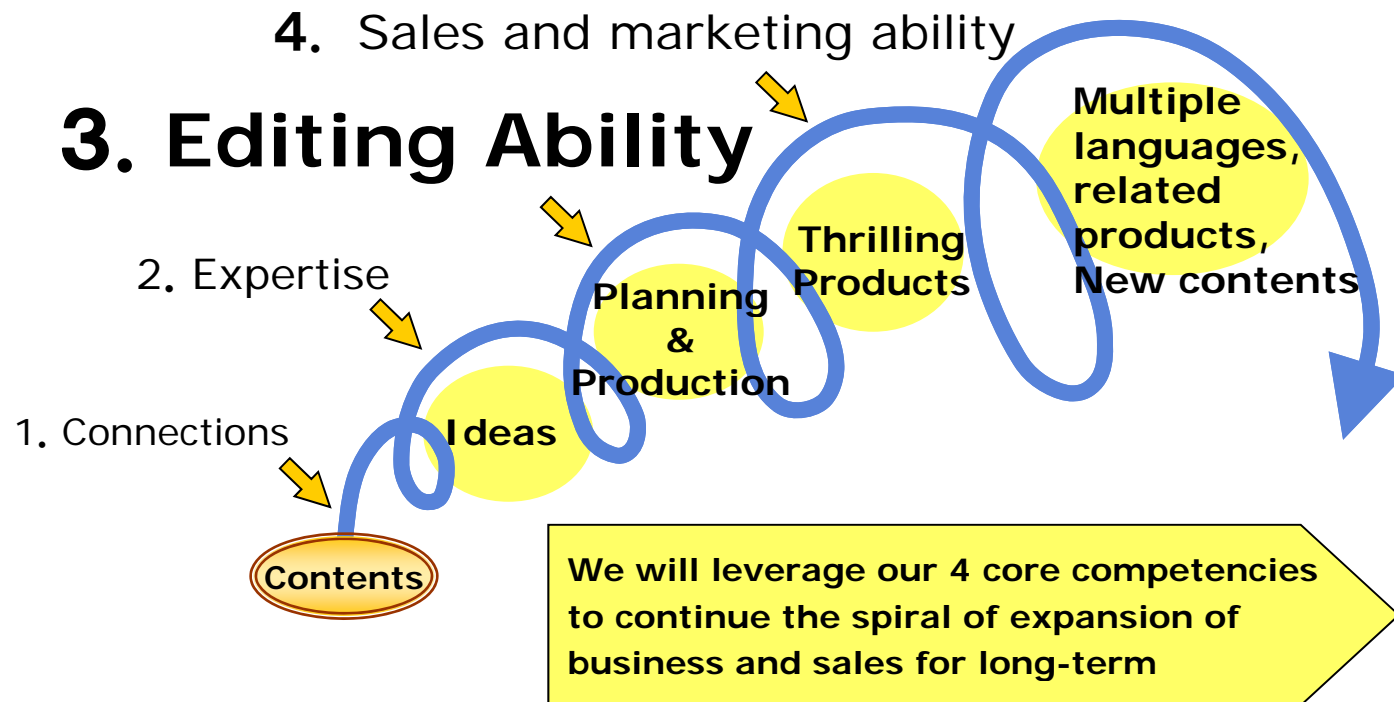 4. Sales and marketing ability
3. Editing Ability
2. Expertise
1. Connections
Contents
Ideas
Planning
&
Production
Thrilling
Products
Multiple
languages,
related
products,
New contents
We will leverage our 4 core competencies
to continue the spiral of expansion of
business and sales for long-term